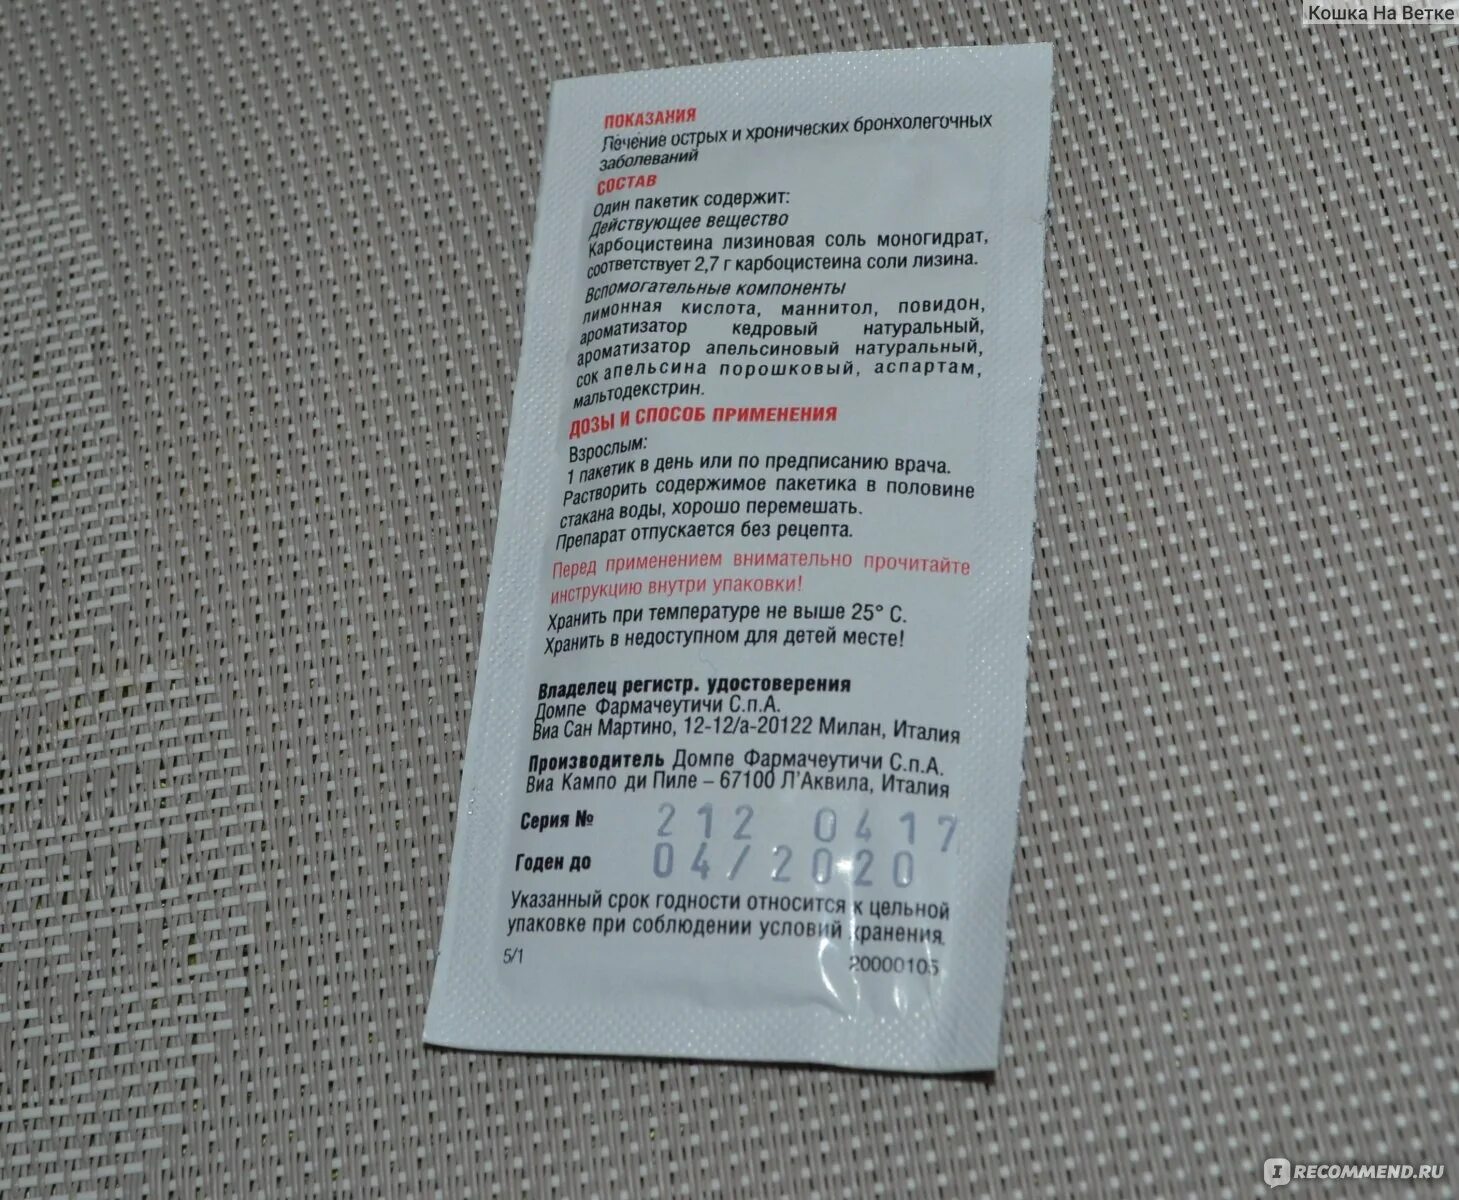 Кошка На Ветке
ПОКАЗАНИЯ
Лечение острых и хронических бронхолегочных
заболеваний
СОСТАВ
Один пакетик содержит:
Действующее вещество
Карбоцистеина лизиновая соль моногидрат,
соответствует 2,7 г карбоцистеина соли лизина.
Вспомогательные компоненты
лимонная кислота, маннитол, повидон,
ароматизатор кедровый натуральный,
ароматизатор апельсиновый натуральный,
сок апельсина порошковый, аспартам,
мальтодекстрин.
ДОЗЫ И СПОСОБ ПРИМЕНЕНИЯ
Взрослым:
1 пакетик в день или по предписанию врача.
Растворить содержимое пакетика в половине
стакана воды, хорошо перемешать.
Препарат отпускается без рецепта.
Перед применением внимательно прочитайте
инструкцию внутри упаковки!
Хранить при температуре не выше 25° С.
Хранить в недоступном для детей месте!
Владелец регистр. удостоверения
Домпе Фармачеутичи С.п.А.
Виа Сан Мартино, 12-12/а-20122 Милан, Италия
Производитель Домпе Фармачеутичи С.п.А.
Виа Кампо ди Пиле – 67100 Л'Аквила, Италия
Серия № 212 0417
Годен до 04/2020
Указанный срок годности относится к цельной
упаковке при соблюдении условий хранения.
5/1 20000105
IRECOMMEND.RU